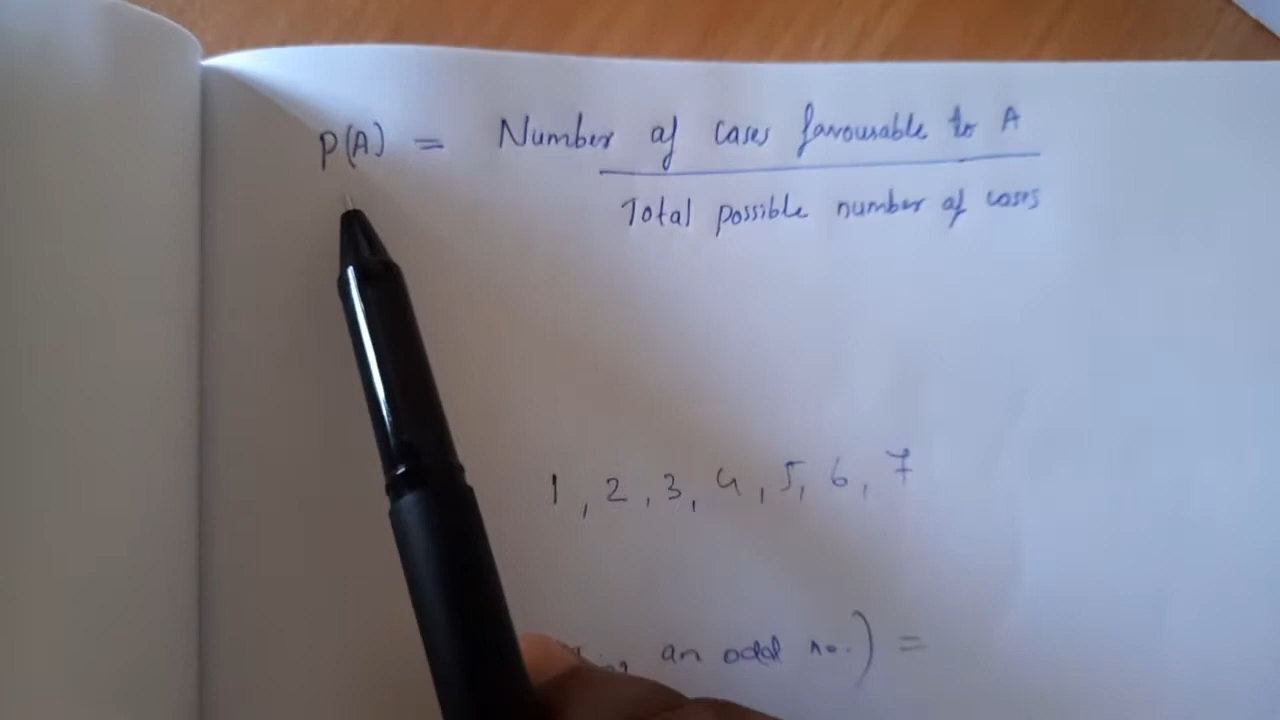 P(A) = Number of cases favourable to A
Total possible number of cases
1, 2, 3, 4, 5, 6, 7
an odd no.) =